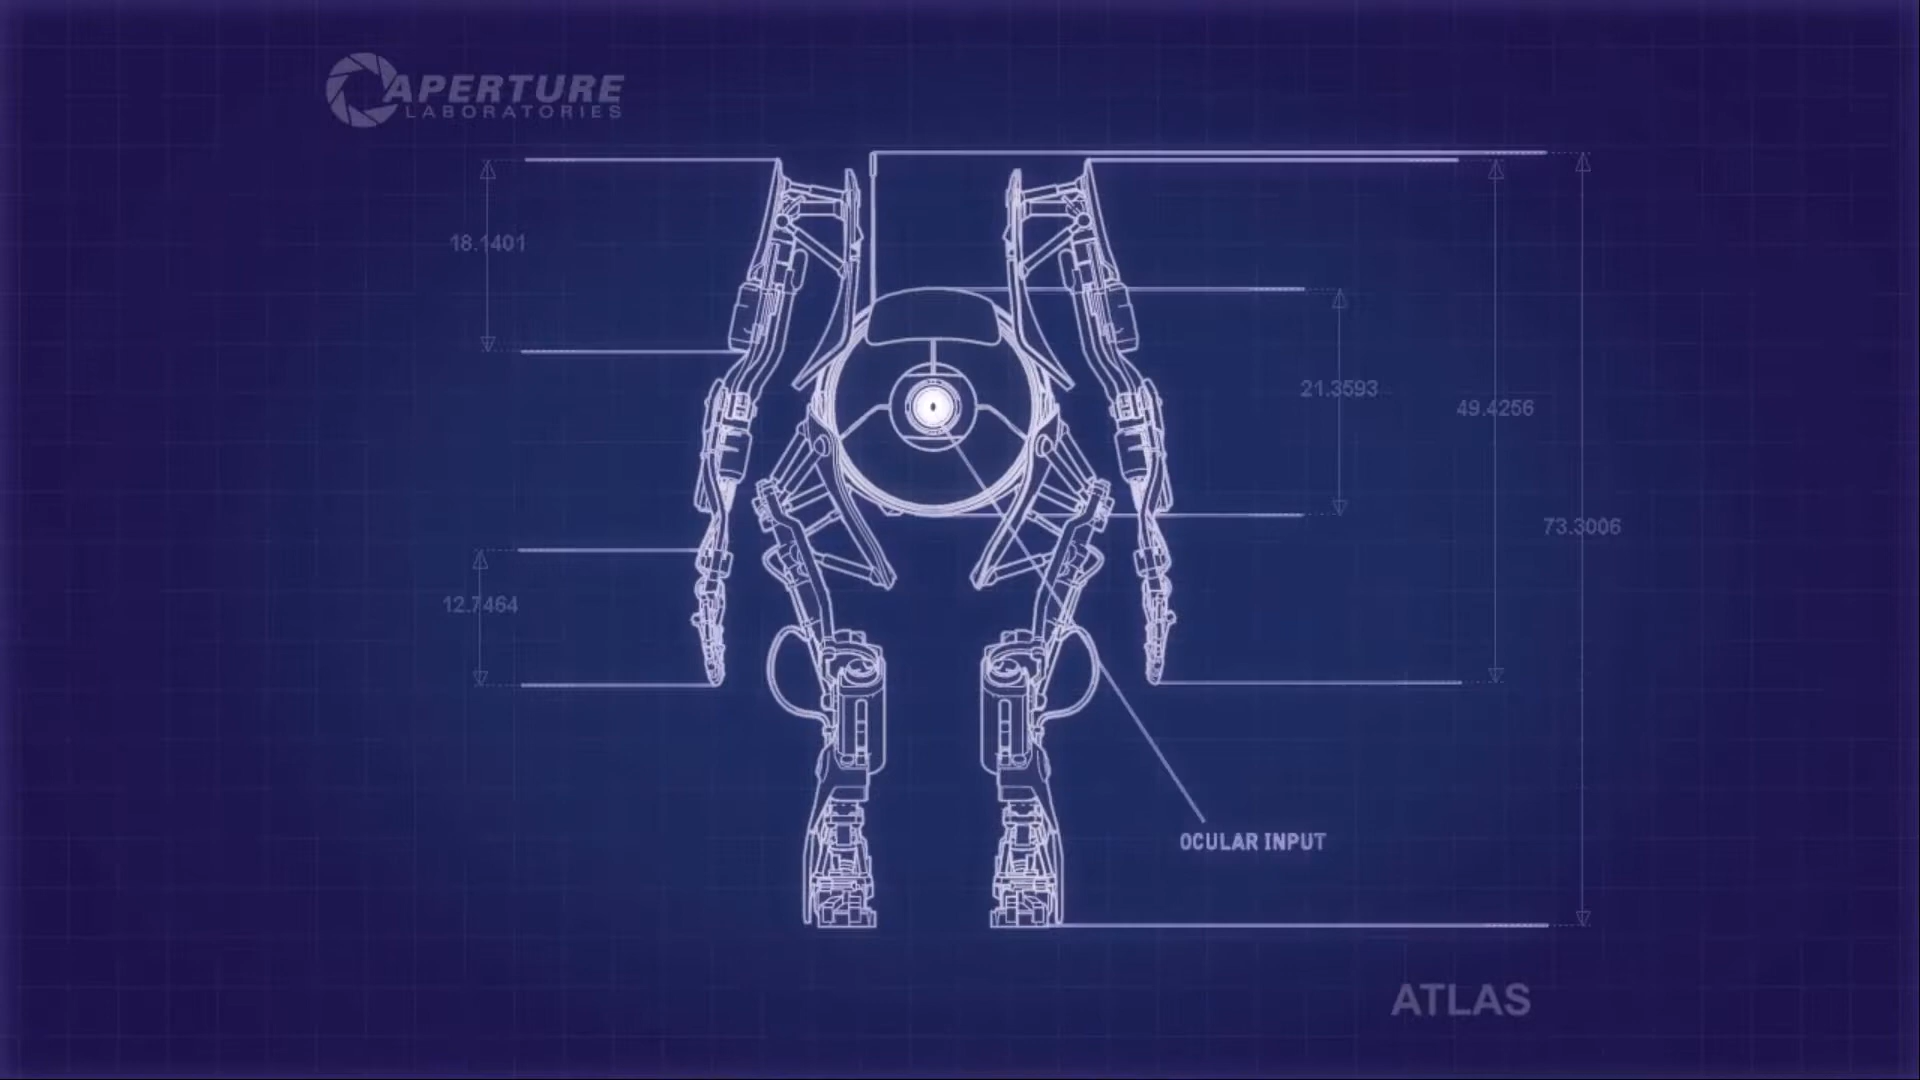 APERTURE
LABORATORIES
18.1401
21.3593
49.4256
73.3006
12.7464
OCULAR INPUT
ATLAS